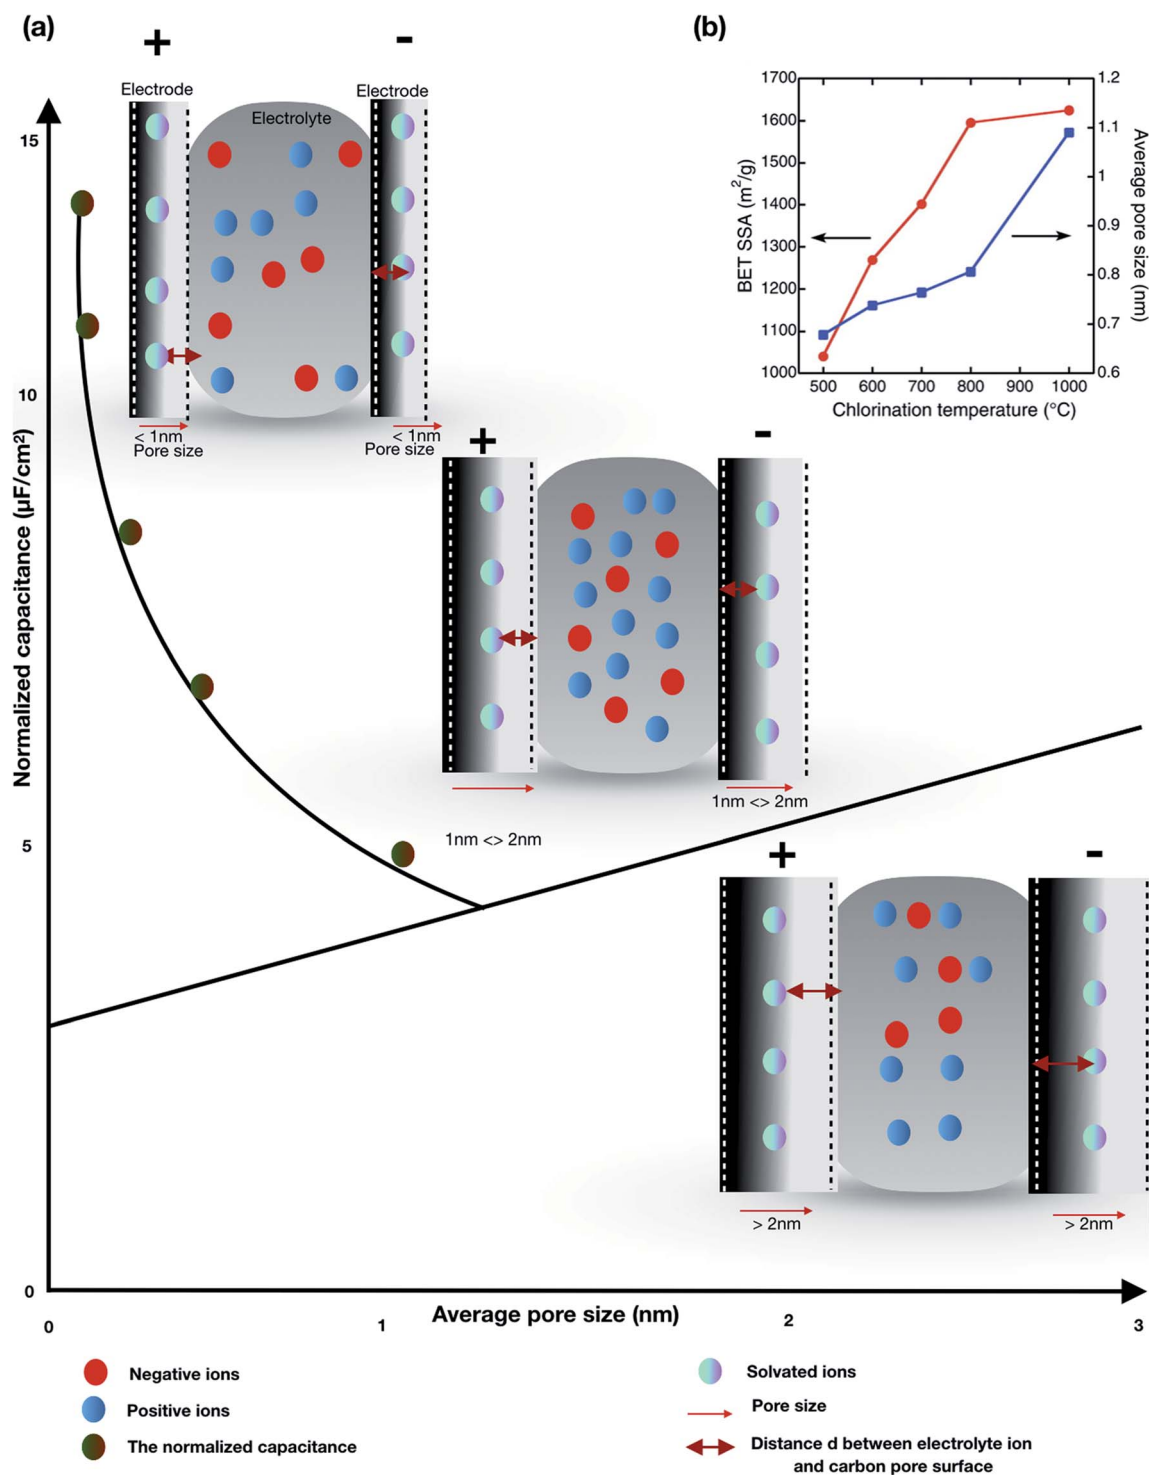 (a)
+
-
Electrode
Electrode
Electrolyte
15
10
5
0
Normalized capacitance (μF/cm²)
< 1nm
Pore size
< 1nm
Pore size
(b)
1700
1600
1500
1400
1300
1200
1100
1000
BET SSA (m²/g)
1.2
1.1
1
0.9
0.8
0.7
0.6
Average pore size (nm)
500 600 700 800 900 1000
Chlorination temperature (°C)
+
-
1nm <> 2nm
1nm <> 2nm
+
-
> 2nm
> 2nm
0 1 2 3
Average pore size (nm)
Negative ions
Positive ions
The normalized capacitance
Solvated ions
Pore size
Distance d between electrolyte ion
and carbon pore surface